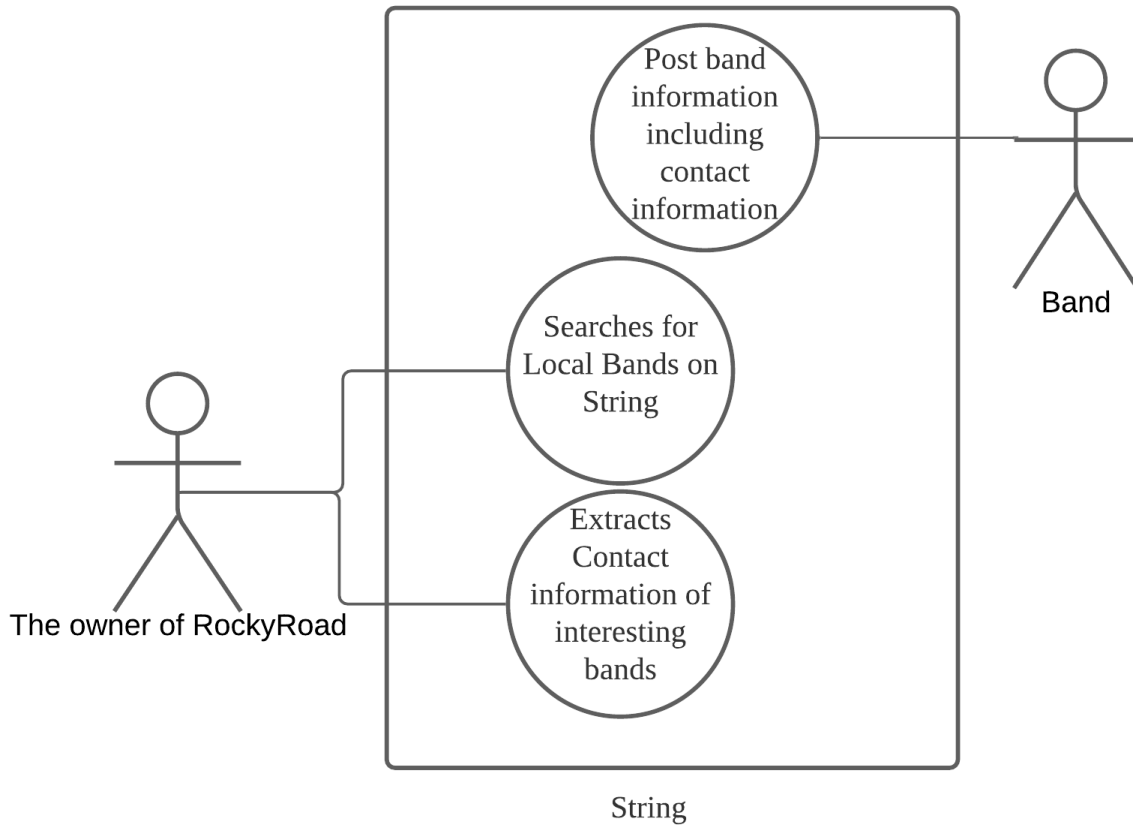 Post band
information
including
contact
information
Band
Searches for
Local Bands on
String
Extracts
Contact
information of
interesting
bands
The owner of RockyRoad
String